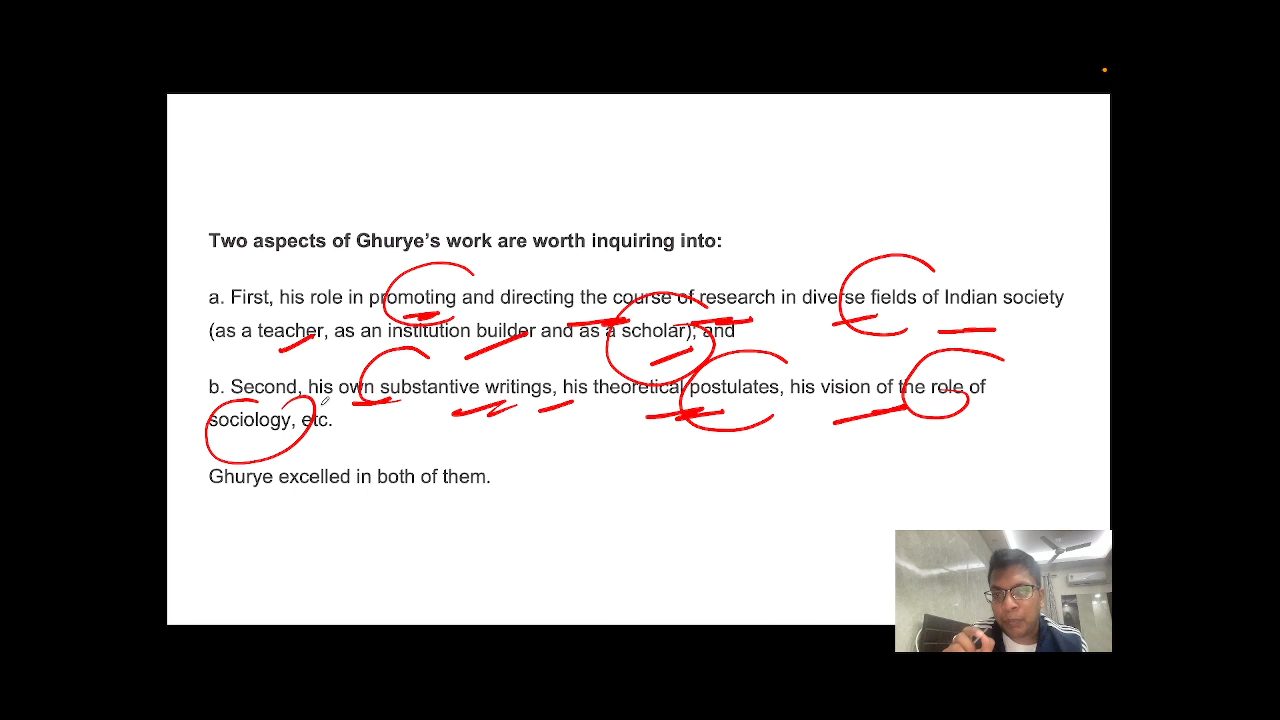 Two aspects of Ghurye’s work are worth inquiring into:
a. First, his role in promoting and directing the course of research in diverse fields of Indian society
(as a teacher, as an institution builder and as a scholar); and
b. Second, his own substantive writings, his theoretical postulates, his vision of the role of
sociology, etc.
Ghurye excelled in both of them.